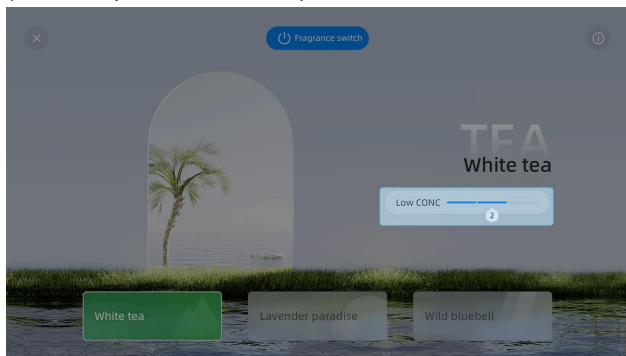 Fragrance switch
TEA
White tea
Low CONC
2
White tea
Lavender paradise
Wild bluebell